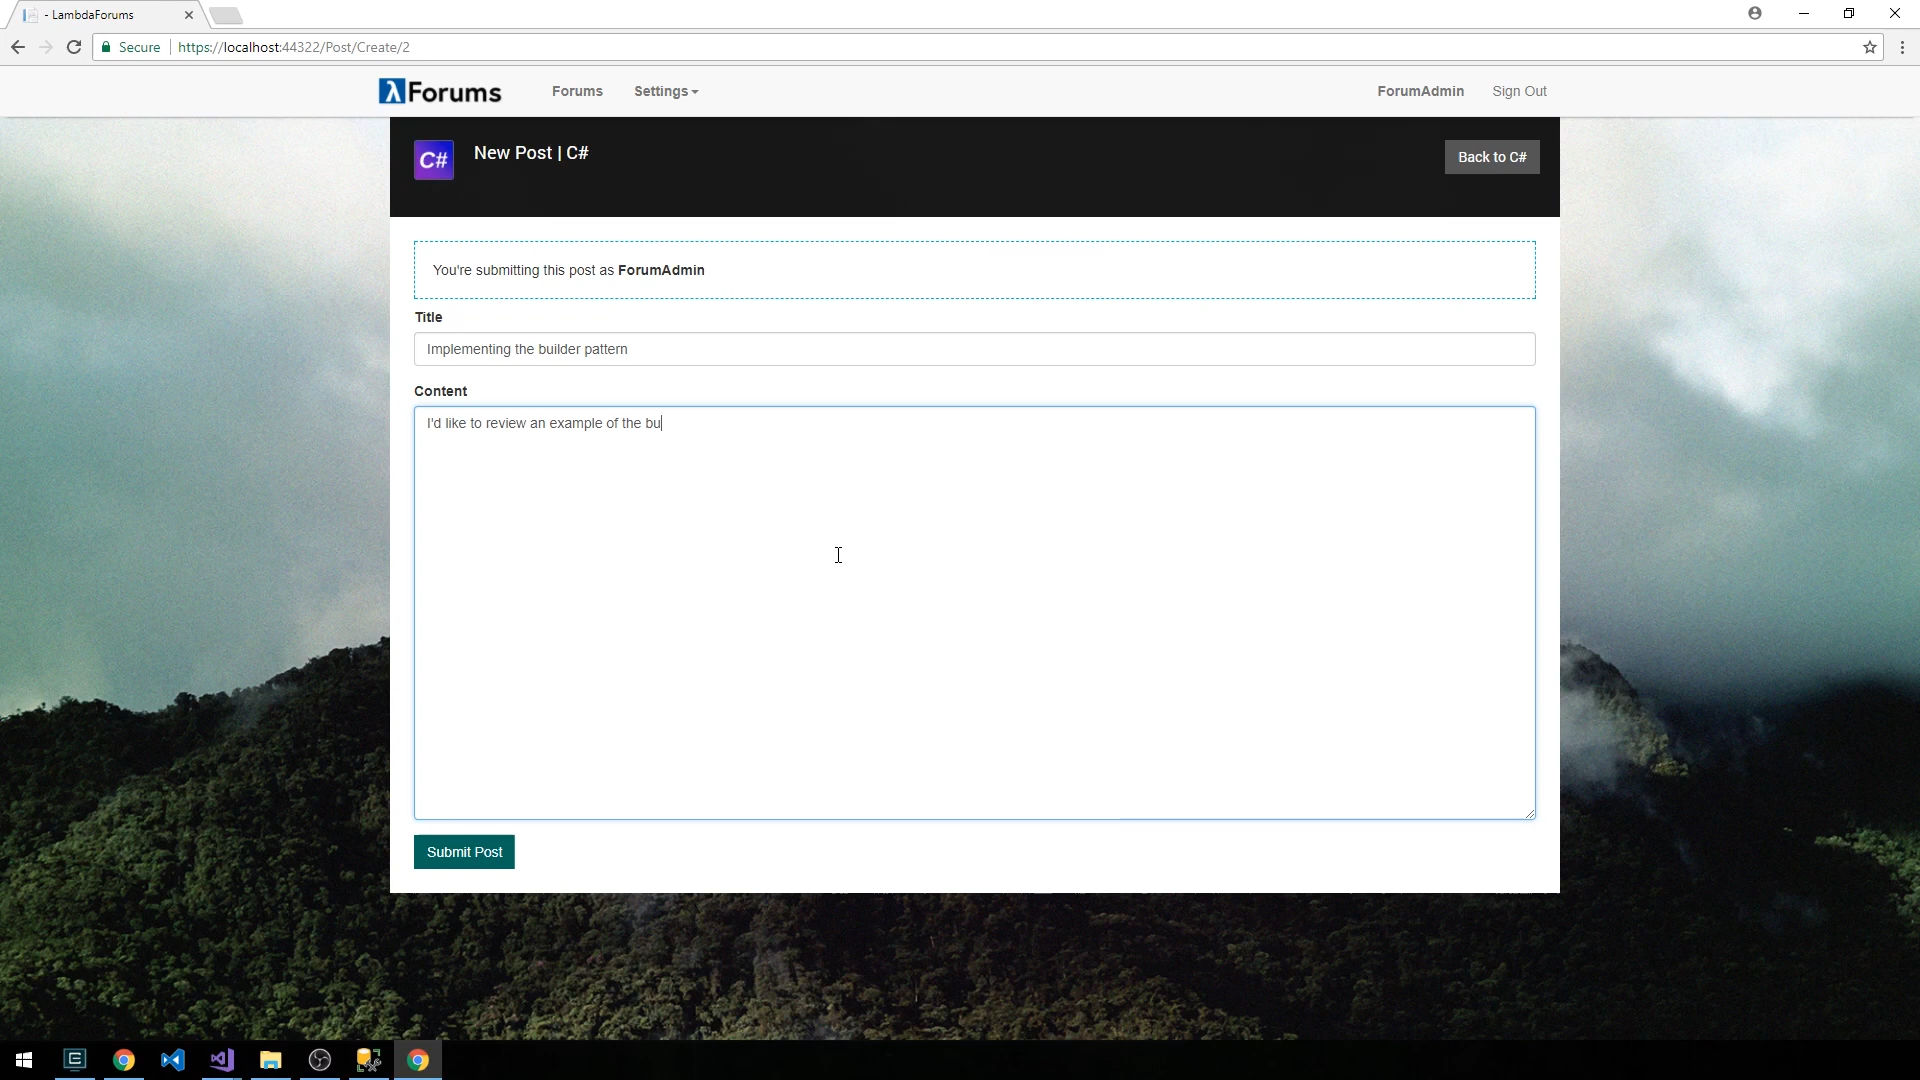 - LambdaForums
Secure https://localhost:44322/Post/Create/2
λForums Forums Settings ForumAdmin Sign Out
C# New Post | C# Back to C#
You're submitting this post as ForumAdmin
Title
Implementing the builder pattern
Content
I'd like to review an example of the bu
Submit Post